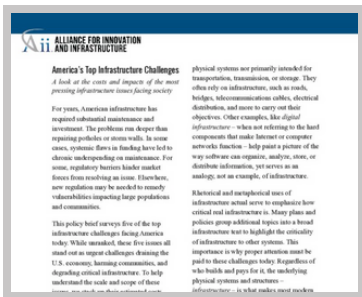 Aii ALLIANCE FOR INNOVATION
AND INFRASTRUCTURE
America's Top Infrastructure Challenges
A look at the costs and impacts of the most
pressing infrastructure issues facing society
For years, American infrastructure has
required substantial maintenance and
investment. The problems run deeper than
repairing potholes or storm walls. In some
cases, systemic flaws in funding have led to
chronic underspending on maintenance. For
some, regulatory barriers hinder market
forces from resolving an issue. Elsewhere,
new regulation may be needed to remedy
vulnerabilities impacting large populations
and communities.
This policy brief surveys five of the top
infrastructure challenges facing America
today. While unranked, these five issues all
stand out as urgent challenges draining the
U.S. economy, harming communities, and
degrading critical infrastructure. To help
understand the scale and scope of these
physical systems nor primarily intended for
transportation, transmission, or storage. They
often rely on infrastructure, such as roads,
bridges, telecommunications cables, electrical
distribution, and more to carry out their
objectives. Other examples, like digital
infrastructure – when not referring to the hard
components that make Internet or computer
networks function – help paint a picture of the
way software can organize, analyze, store, or
distribute information, yet serves as an
analogy, not an example, of infrastructure.
Rhetorical and metaphorical uses of
infrastructure actual serve to emphasize how
critical real infrastructure is. Many plans and
policies group additional topics into a broad
infrastructure tent to highlight the criticality
of infrastructure to other systems. This
importance is why proper attention must be
paid to these challenges today. Regardless of
who builds and pays for it, the underlying
physical systems and structures –
infrastructure – is what makes most modern